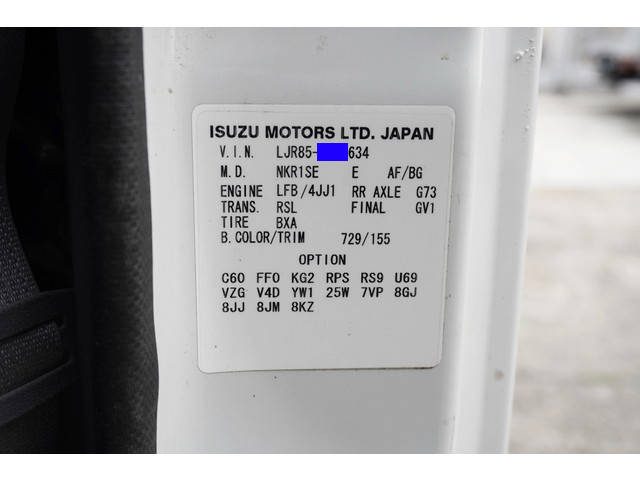 ISUZU MOTORS LTD. JAPAN
V.I.N. LJR85- 634
M.D. NKR1SE E AF/BG
ENGINE LFB/4JJ1 RR AXLE G73
TRANS. RSL FINAL GV1
TIRE BXA
B.COLOR/TRIM 729/155
OPTION
C60 FF0 KG2 RPS RS9 U69
VZG V4D YW1 25W 7VP 8GJ
8JJ 8JM 8KZ